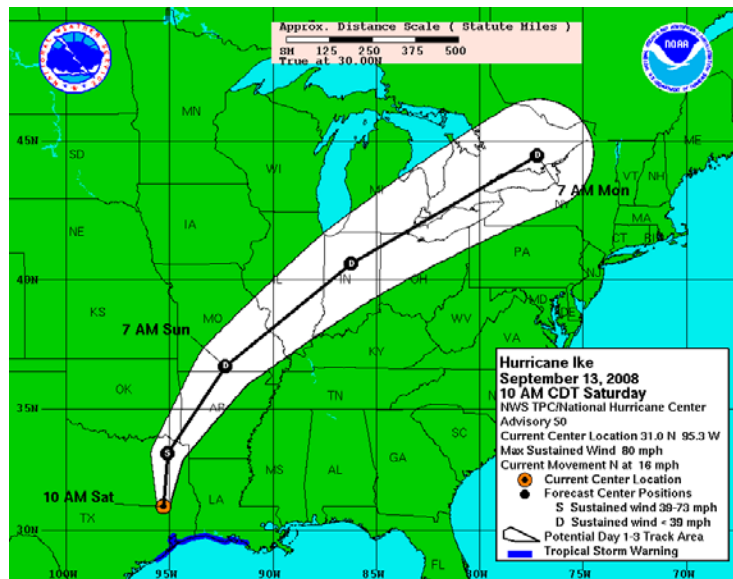 Approx. Distance Scale ( Statute Miles )
SM 125 250 375 500
True at 30.00N
NOAA
MN
ME
45N
SD
WI
MI
VT
NH
7 AM Mon
NY
MA
NE
IA
CT
RI
PA
40N
IL
IN
OH
NJ
MD
DE
KS
7 AM Sun
MO
WV
VA
KY
OK
TN
35N
AR
SC
MS
AL
GA
10 AM Sat
LA
TX
30N
FL
100W
95W
90W
85W
80W
D
D
D
S
Hurricane Ike
September 13, 2008
10 AM CDT Saturday
NWS TPC/National Hurricane Center
Advisory 50
Current Center Location 31.0 N 95.3 W
Max Sustained Wind 80 mph
Current Movement N at 16 mph
Current Center Location
Forecast Center Positions
S Sustained wind 39-73 mph
D Sustained wind < 39 mph
Potential Day 1-3 Track Area
Tropical Storm Warning